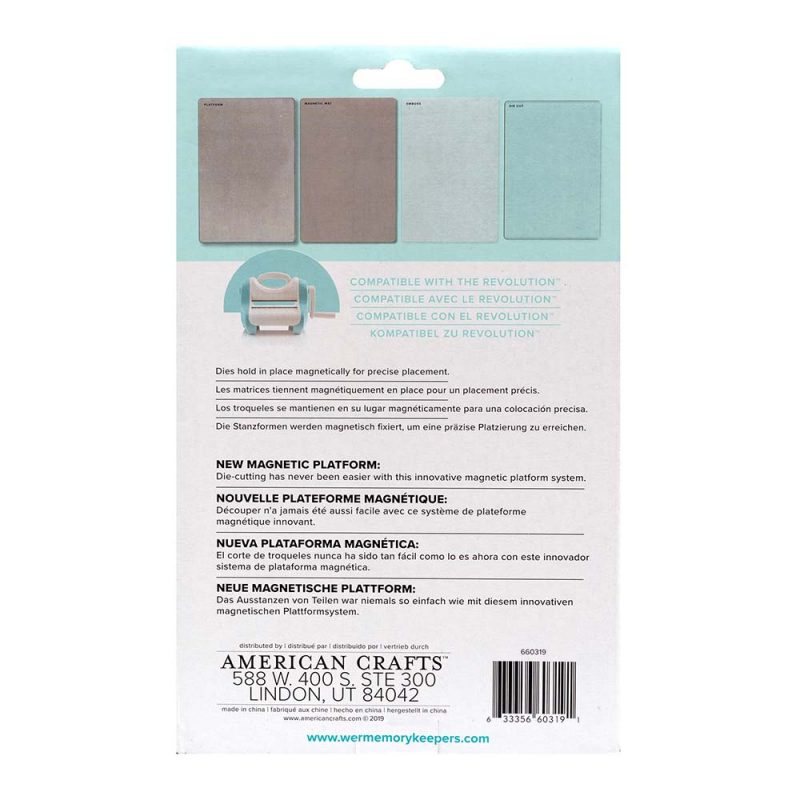 PLATFORM
MAGNETIC MAT
EMBOSS
DIE CUT
COMPATIBLE WITH THE REVOLUTION™.
COMPATIBLE AVEC LE REVOLUTION™
COMPATIBLE CON EL REVOLUTION™
KOMPATIBEL ZU REVOLUTION™
Dies hold in place magnetically for precise placement.
Les matrices tiennent magnétiquement en place pour un placement précis.
Los troqueles se mantienen en su lugar magnéticamente para una colocación precisa.
Die Stanzformen werden magnetisch fixiert, um eine präzise Platzierung zu erreichen.
NEW MAGNETIC PLATFORM:
Die-cutting has never been easier with this innovative magnetic platform system.
NOUVELLE PLATEFORME MAGNÉTIQUE:
Découper n'a jamais été aussi facile avec ce système de plateforme
magnétique innovant.
NUEVA PLATAFORMA MAGNÉTICA:
El corte de troqueles nunca ha sido tan fácil como lo es ahora con este innovador
sistema de plataforma magnética.
NEUE MAGNETISCHE PLATTFORM:
Das Ausstanzen von Teilen war niemals so einfach wie mit diesem innovativen
magnetischen Plattformsystem.
distributed by | distribué par | distribuido por | vertrieb durch
AMERICAN CRAFTS™
588 W. 400 S. STE 300
LINDON, UT 84042
made in china | fabriqué aux chine | hecho en china | hergestellt in china
www.americancrafts.com © 2019
660319
6 33356 60319 1
www.wermemorykeepers.com